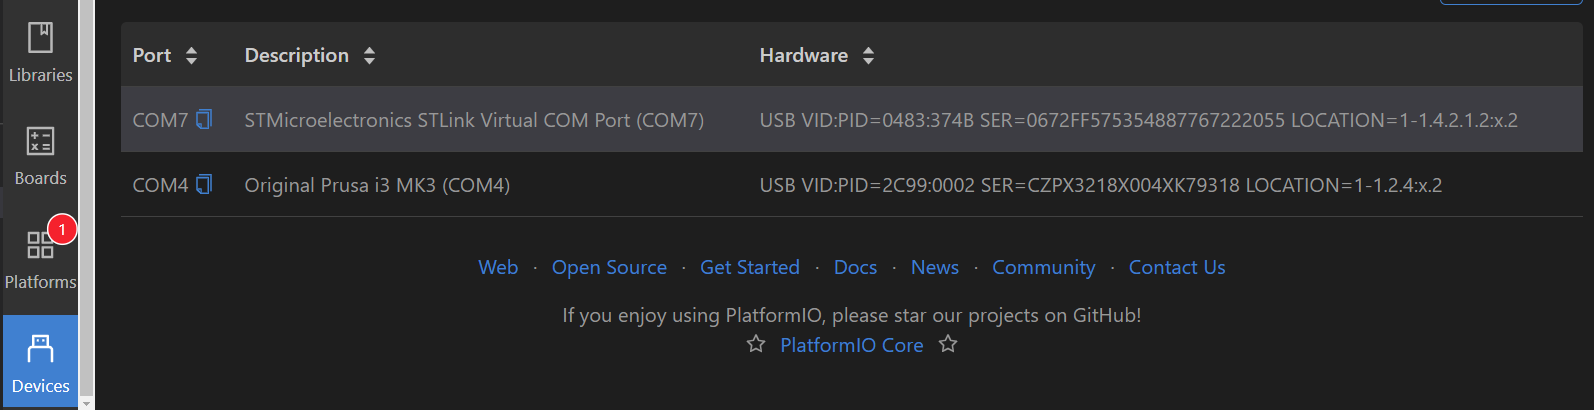 Libraries
Boards
1
Platforms
Devices
Port Description Hardware
COM7 STMicroelectronics STLink Virtual COM Port (COM7) USB VID:PID=0483:374B SER=0672FF575354887767222055 LOCATION=1-1.4.2.1.2:x.2
COM4 Original Prusa i3 MK3 (COM4) USB VID:PID=2C99:0002 SER=CZPX3218X004XK79318 LOCATION=1-1.2.4:x.2
Web · Open Source · Get Started · Docs · News · Community · Contact Us
If you enjoy using PlatformIO, please star our projects on GitHub!
☆ PlatformIO Core ☆